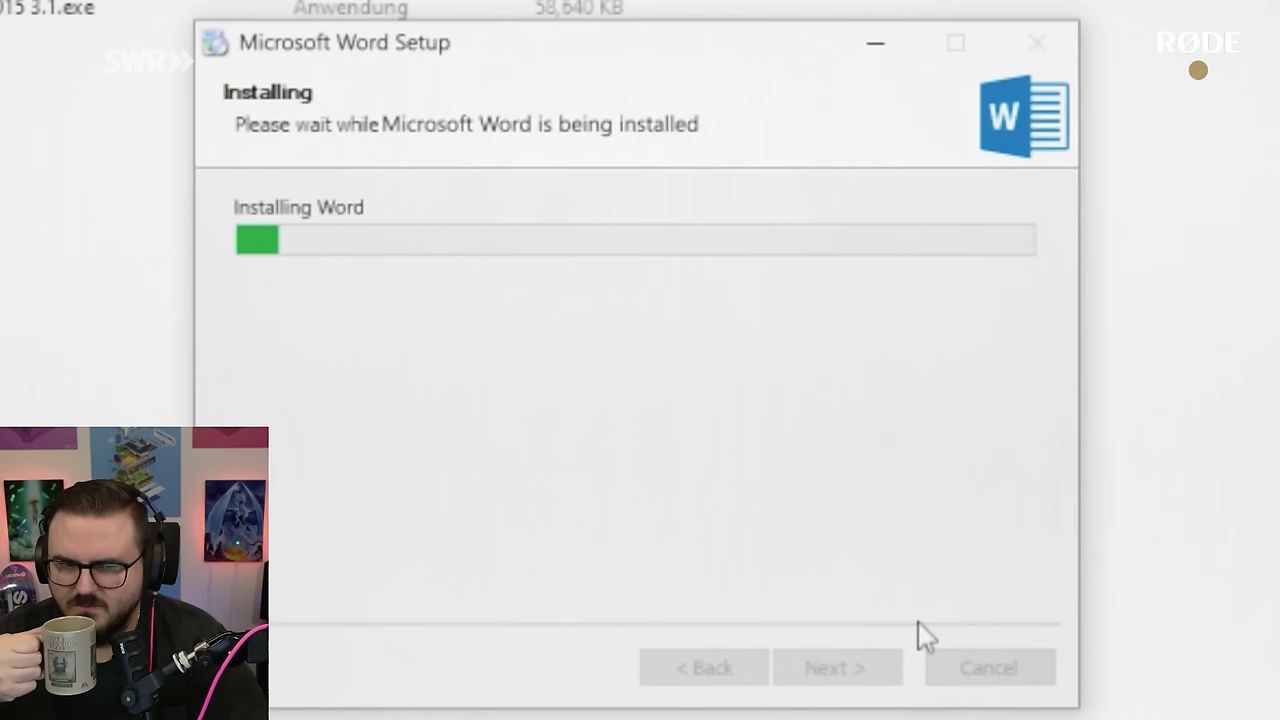 015 3.1.exe Anwendung 58,640 KB
SWR>>
Microsoft Word Setup
RØDE
Installing
Please wait while Microsoft Word is being installed
W
Installing Word
< Back Next > Cancel